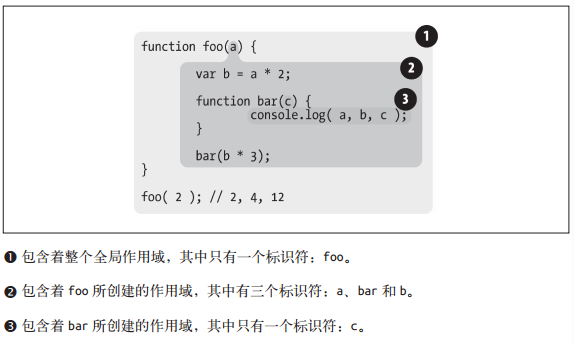 ❶
function foo(a) {
❷
var b = a * 2;
❸
function bar(c) {
console.log( a, b, c );
}
bar(b * 3);
}
foo( 2 ); // 2, 4, 12
❶ 包含着整个全局作用域，其中只有一个标识符：foo。
❷ 包含着 foo 所创建的作用域，其中有三个标识符：a、bar 和 b。
❸ 包含着 bar 所创建的作用域，其中只有一个标识符：c。